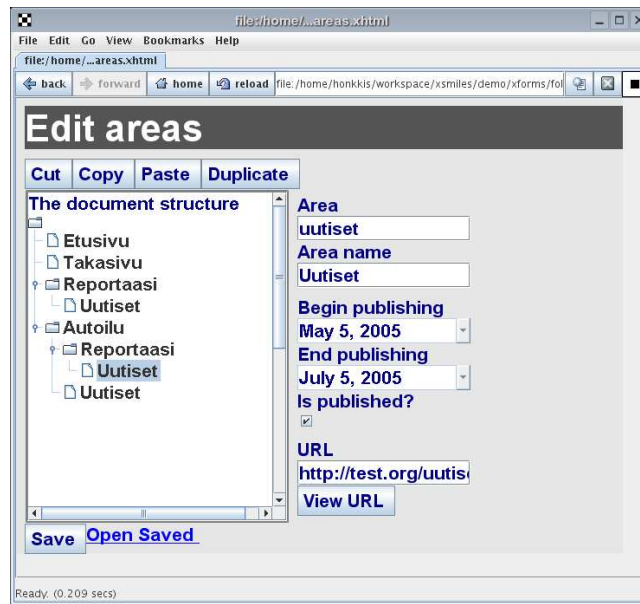 file:/home/...areas.xhtml
File Edit Go View Bookmarks Help
file:/home/...areas.xhtml
back forward home reload file:/home/honkkis/workspace/xsmiles/demo/xforms/fol
Edit areas
Cut Copy Paste Duplicate
The document structure
Etusivu
Takasivu
Reportaasi
Uutiset
Autoilu
Reportaasi
Uutiset
Uutiset
Area
uutiset
Area name
Uutiset
Begin publishing
May 5, 2005
End publishing
July 5, 2005
Is published?
URL
http://test.org/uutis
View URL
Save Open Saved
Ready. (0.209 secs)